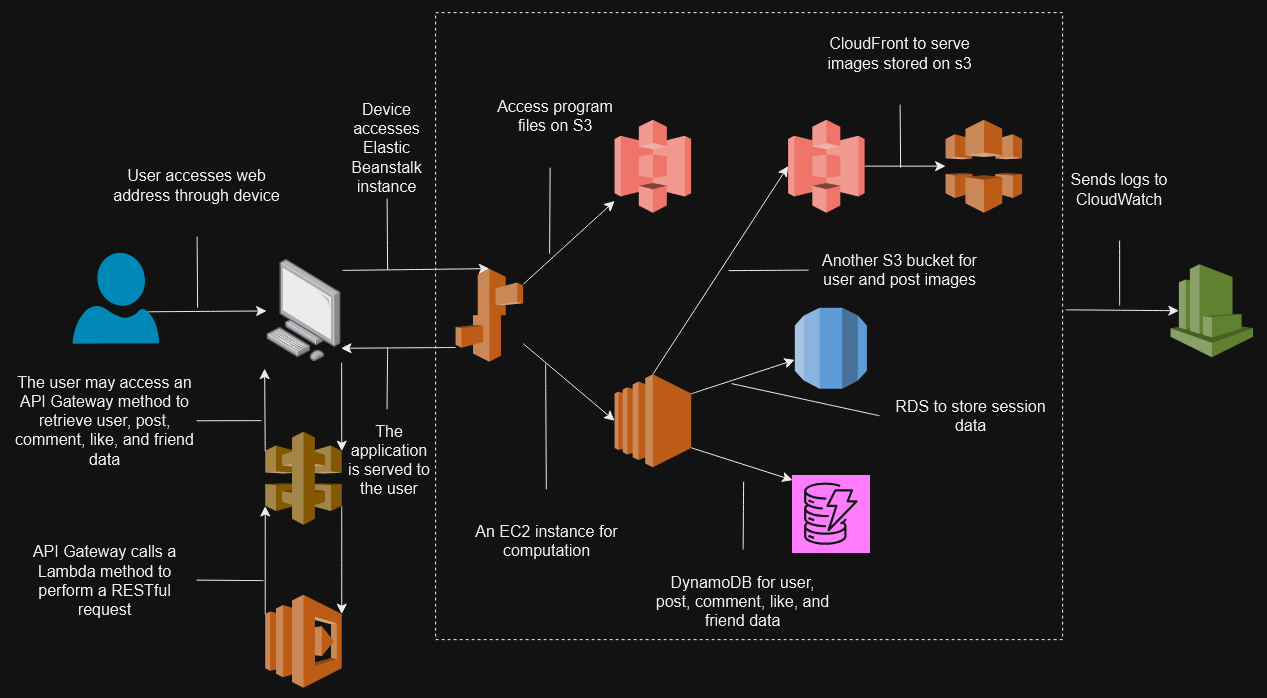 CloudFront to serve
images stored on s3
Access program
files on S3
Device
accesses
Elastic
Beanstalk
instance
User accesses web
address through device
Sends logs to
CloudWatch
Another S3 bucket for
user and post images
The user may access an
API Gateway method to
retrieve user, post,
comment, like, and friend
data
The
application
is served to
the user
RDS to store session
data
An EC2 instance for
computation
API Gateway calls a
Lambda method to
perform a RESTful
request
DynamoDB for user,
post, comment, like, and
friend data